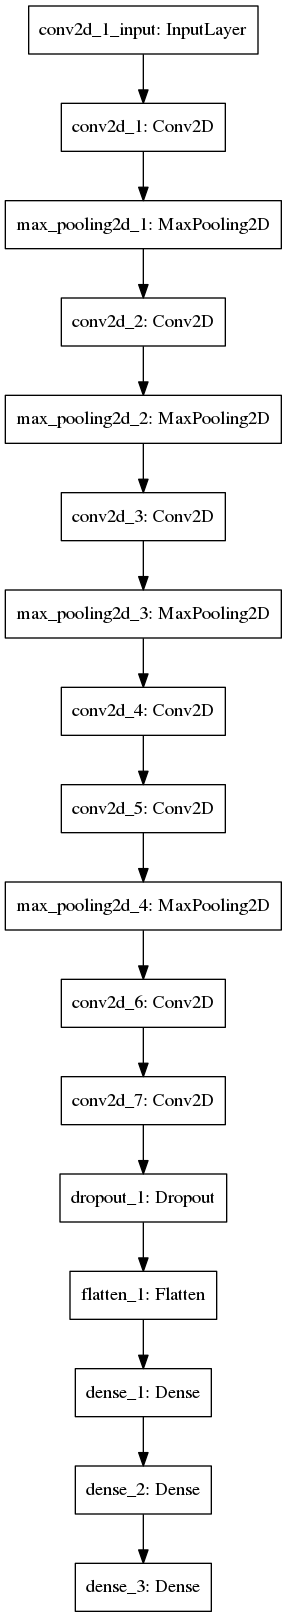 conv2d_1_input: InputLayer
conv2d_1: Conv2D
max_pooling2d_1: MaxPooling2D
conv2d_2: Conv2D
max_pooling2d_2: MaxPooling2D
conv2d_3: Conv2D
max_pooling2d_3: MaxPooling2D
conv2d_4: Conv2D
conv2d_5: Conv2D
max_pooling2d_4: MaxPooling2D
conv2d_6: Conv2D
conv2d_7: Conv2D
dropout_1: Dropout
flatten_1: Flatten
dense_1: Dense
dense_2: Dense
dense_3: Dense